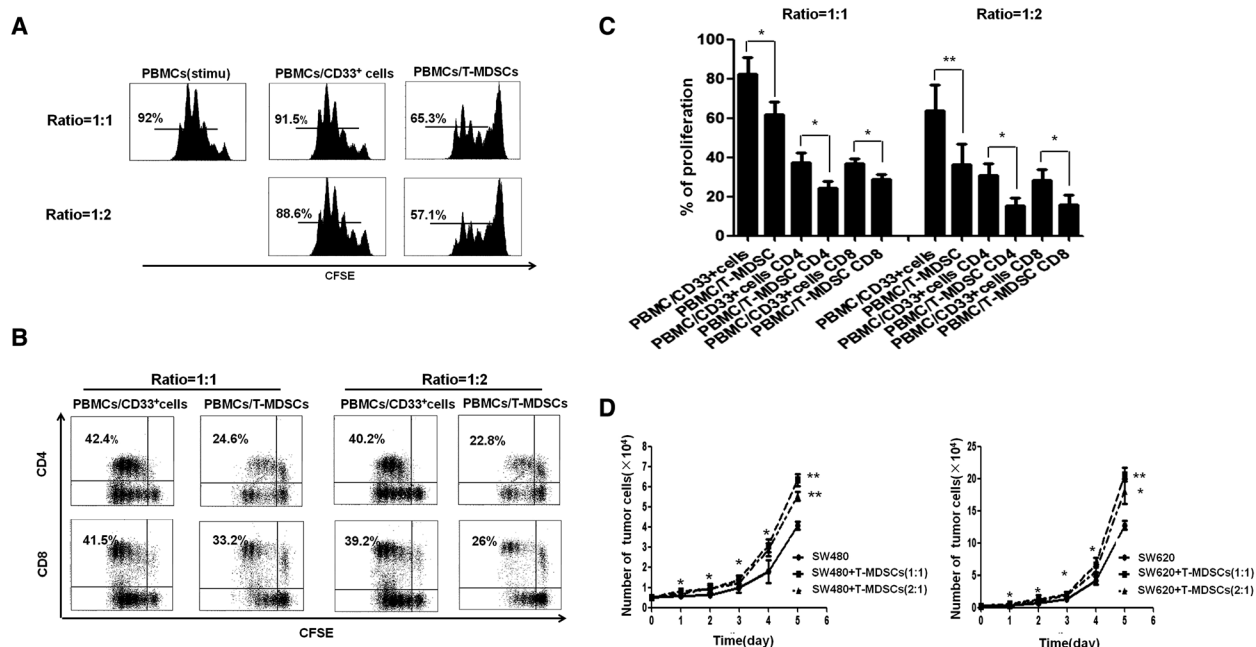 A
PBMCs(stimu) PBMCs/CD33⁺ cells PBMCs/T-MDSCs
Ratio=1:1
92% 91.5% 65.3%
Ratio=1:2
88.6% 57.1%
CFSE
B
Ratio=1:1 Ratio=1:2
PBMCs/CD33⁺cells PBMCs/T-MDSCs PBMCs/CD33⁺cells PBMCs/T-MDSCs
CD4
42.4% 24.6% 40.2% 22.8%
CD8
41.5% 33.2% 39.2% 26%
CFSE
C
Ratio=1:1 Ratio=1:2
% of proliferation
100
80
60
40
20
0
* * * ** * *
PBMC/CD33+cells
PBMC/T-MDSC
PBMC/CD33+cells CD4
PBMC/T-MDSC CD4
PBMC/CD33+cells CD8
PBMC/T-MDSC CD8
PBMC/CD33+cells
PBMC/T-MDSC
PBMC/CD33+cells CD4
PBMC/T-MDSC CD4
PBMC/CD33+cells CD8
PBMC/T-MDSC CD8
D
Number of tumor cells(×10⁴)
8
7
6
5
4
3
2
1
0
* * * * ** **
SW480
SW480+T-MDSCs(1:1)
SW480+T-MDSCs(2:1)
0 1 2 3 4 5 6
Time(day)
Number of tumor cells(×10⁴)
25
20
15
10
5
0
* * * * ** *
SW620
SW620+T-MDSCs(1:1)
SW620+T-MDSCs(2:1)
0 1 2 3 4 5 6
Time(day)